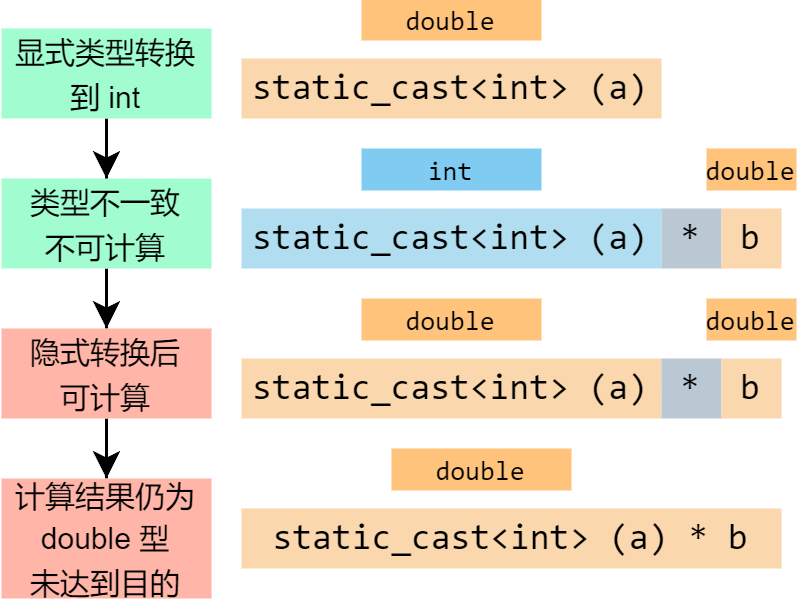 double
显式类型转换
到 int
static_cast<int> (a)
int
double
类型不一致
不可计算
static_cast<int> (a) * b
double
double
隐式转换后
可计算
static_cast<int> (a) * b
double
计算结果仍为
double 型
未达到目的
static_cast<int> (a) * b